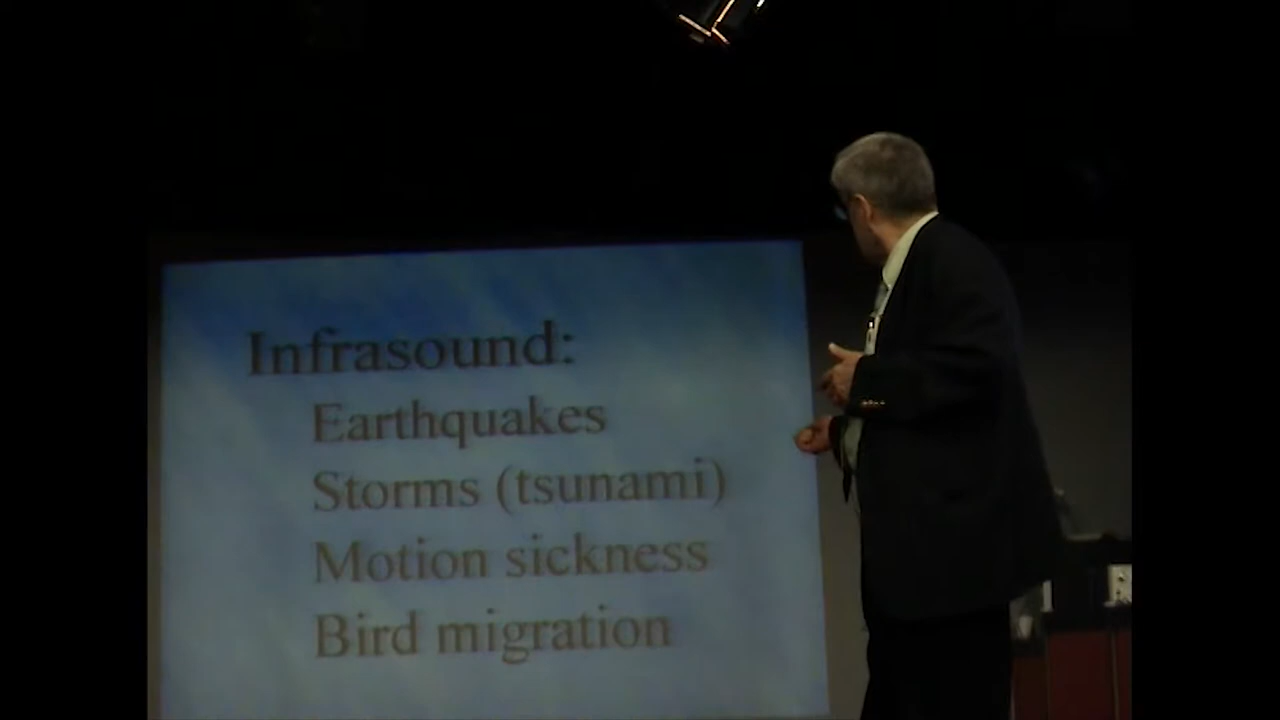 Infrasound:
Earthquakes
Storms (tsunami)
Motion sickness
Bird migration